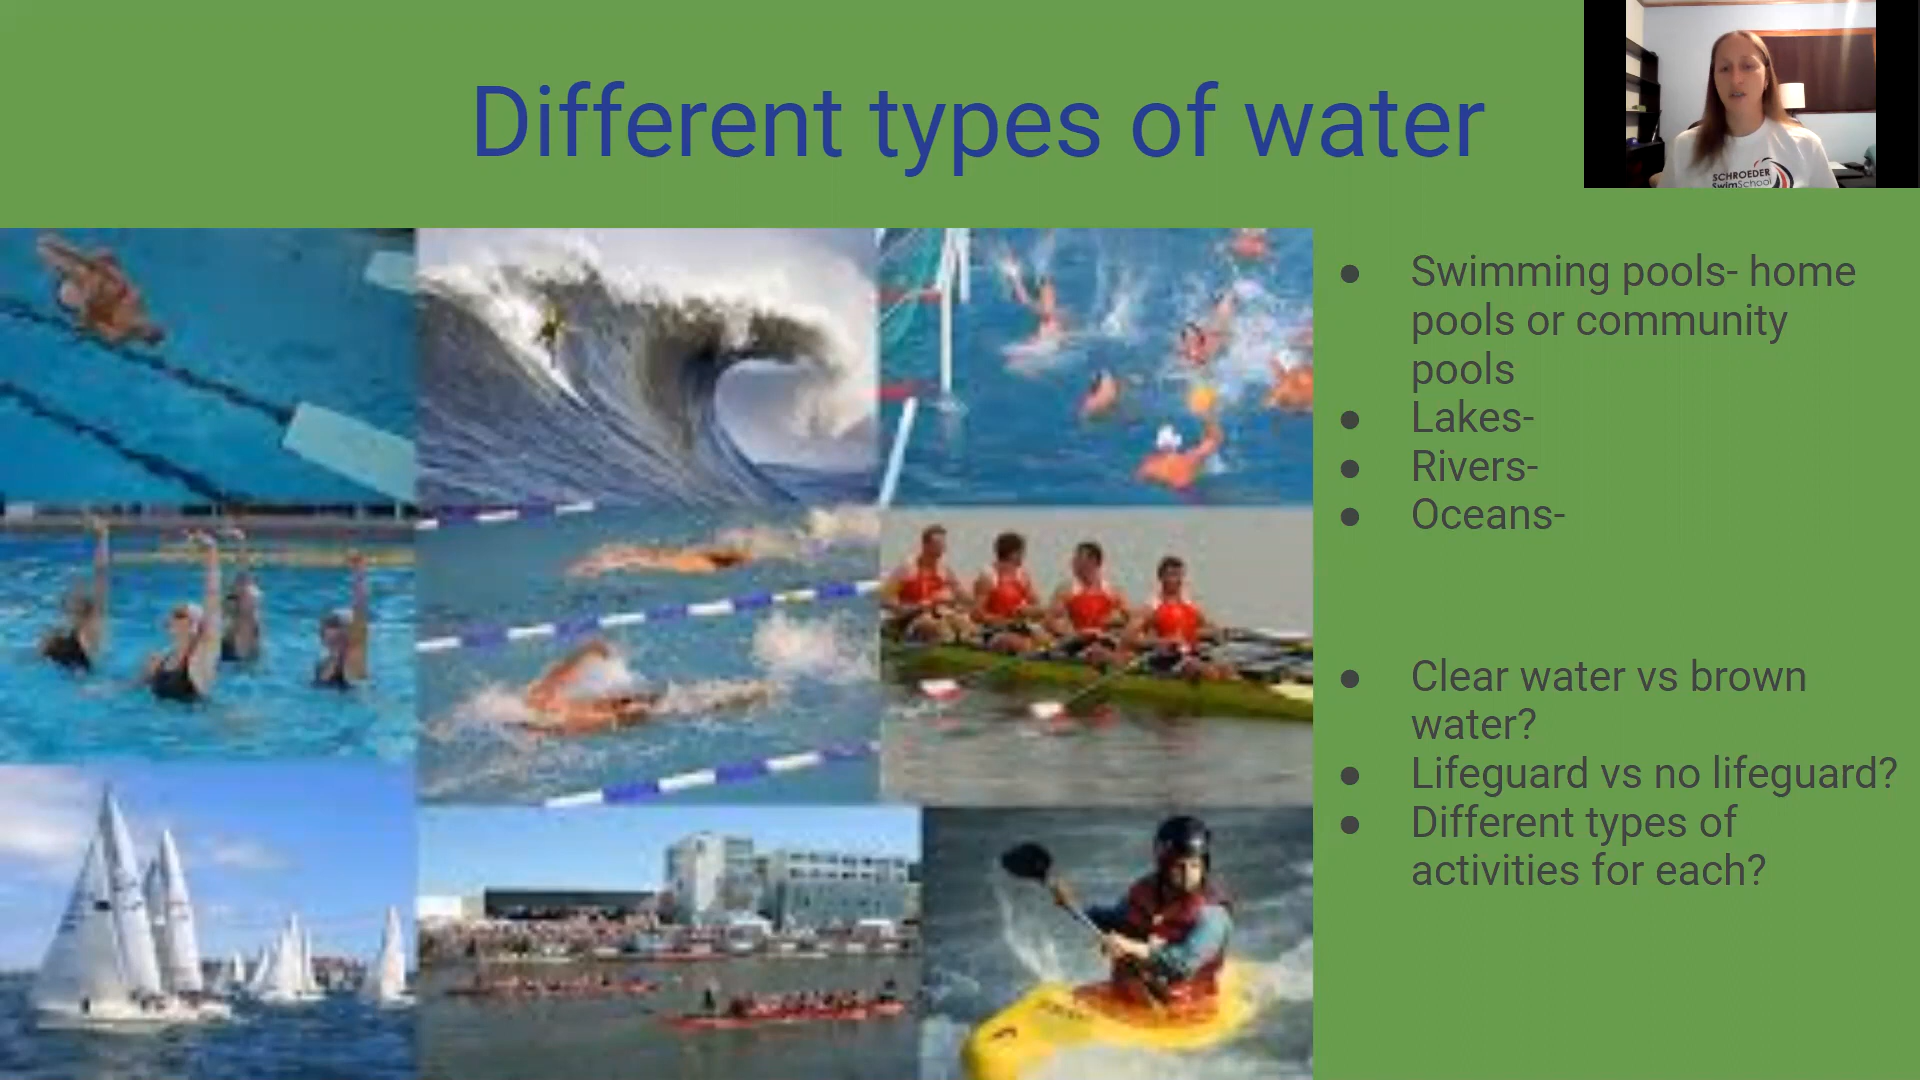 Different types of water
SCHROEDER
SwimSchool
● Swimming pools- home
pools or community
pools
● Lakes-
● Rivers-
● Oceans-
● Clear water vs brown
water?
● Lifeguard vs no lifeguard?
● Different types of
activities for each?